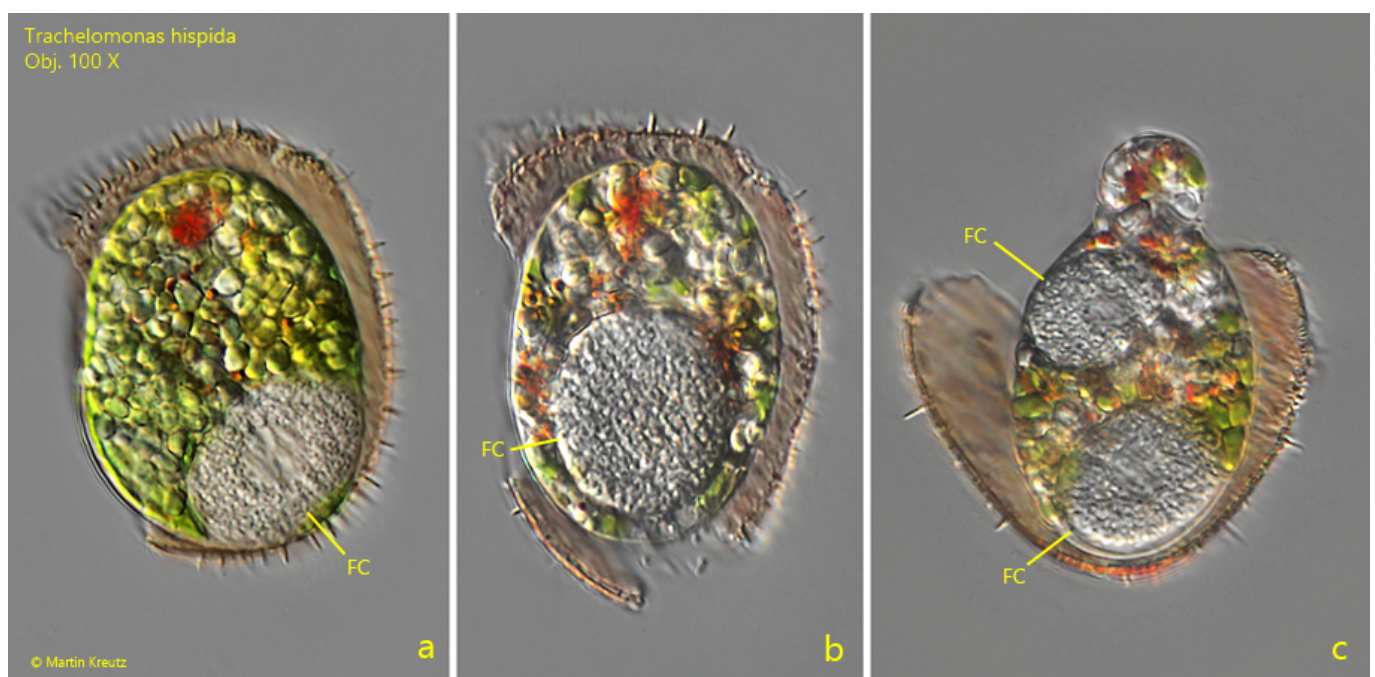 Trachelomonas hispida
Obj. 100 X
FC
© Martin Kreutz
a
FC
b
FC
FC
c